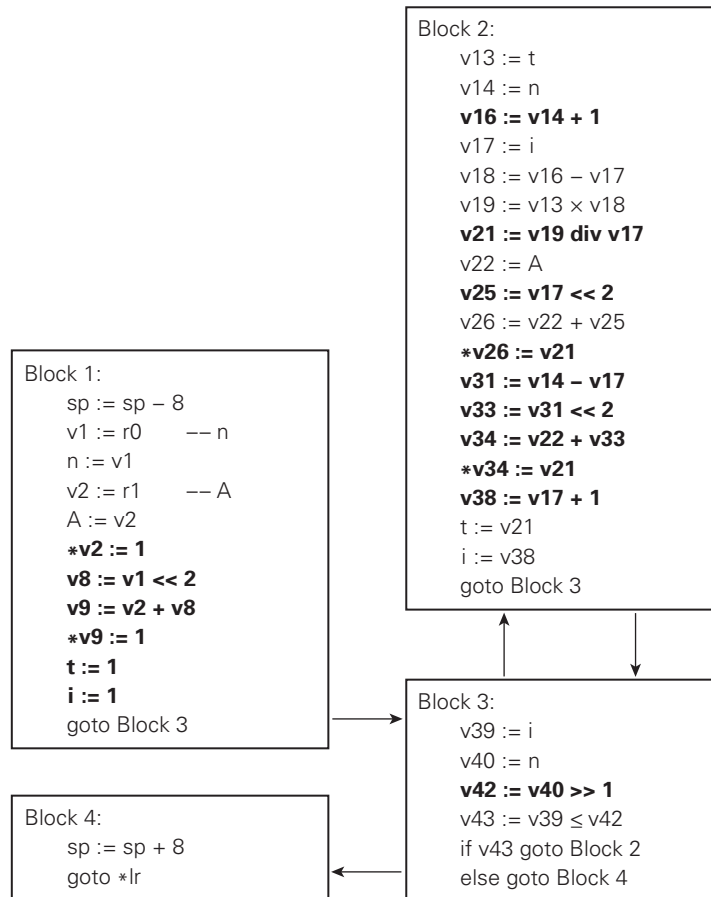 Block 1:
sp := sp – 8
v1 := r0 –– n
n := v1
v2 := r1 –– A
A := v2
*v2 := 1
v8 := v1 << 2
v9 := v2 + v8
*v9 := 1
t := 1
i := 1
goto Block 3
Block 2:
v13 := t
v14 := n
v16 := v14 + 1
v17 := i
v18 := v16 – v17
v19 := v13 × v18
v21 := v19 div v17
v22 := A
v25 := v17 << 2
v26 := v22 + v25
*v26 := v21
v31 := v14 – v17
v33 := v31 << 2
v34 := v22 + v33
*v34 := v21
v38 := v17 + 1
t := v21
i := v38
goto Block 3
Block 3:
v39 := i
v40 := n
v42 := v40 >> 1
v43 := v39 ≤ v42
if v43 goto Block 2
else goto Block 4
Block 4:
sp := sp + 8
goto *lr